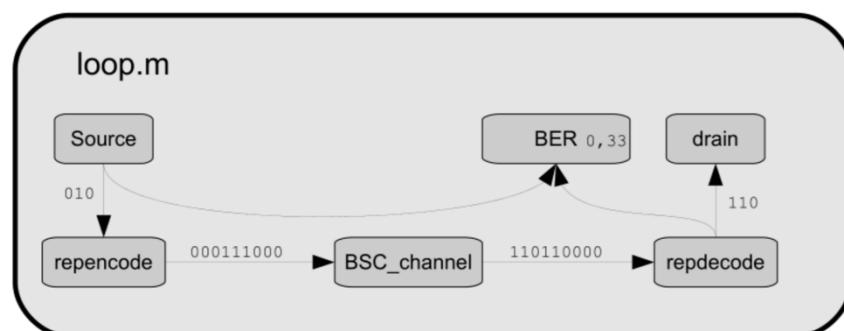 loop.m
Source
BER 0,33
drain
010
110
repencode
000111000
BSC_channel
110110000
repdecode